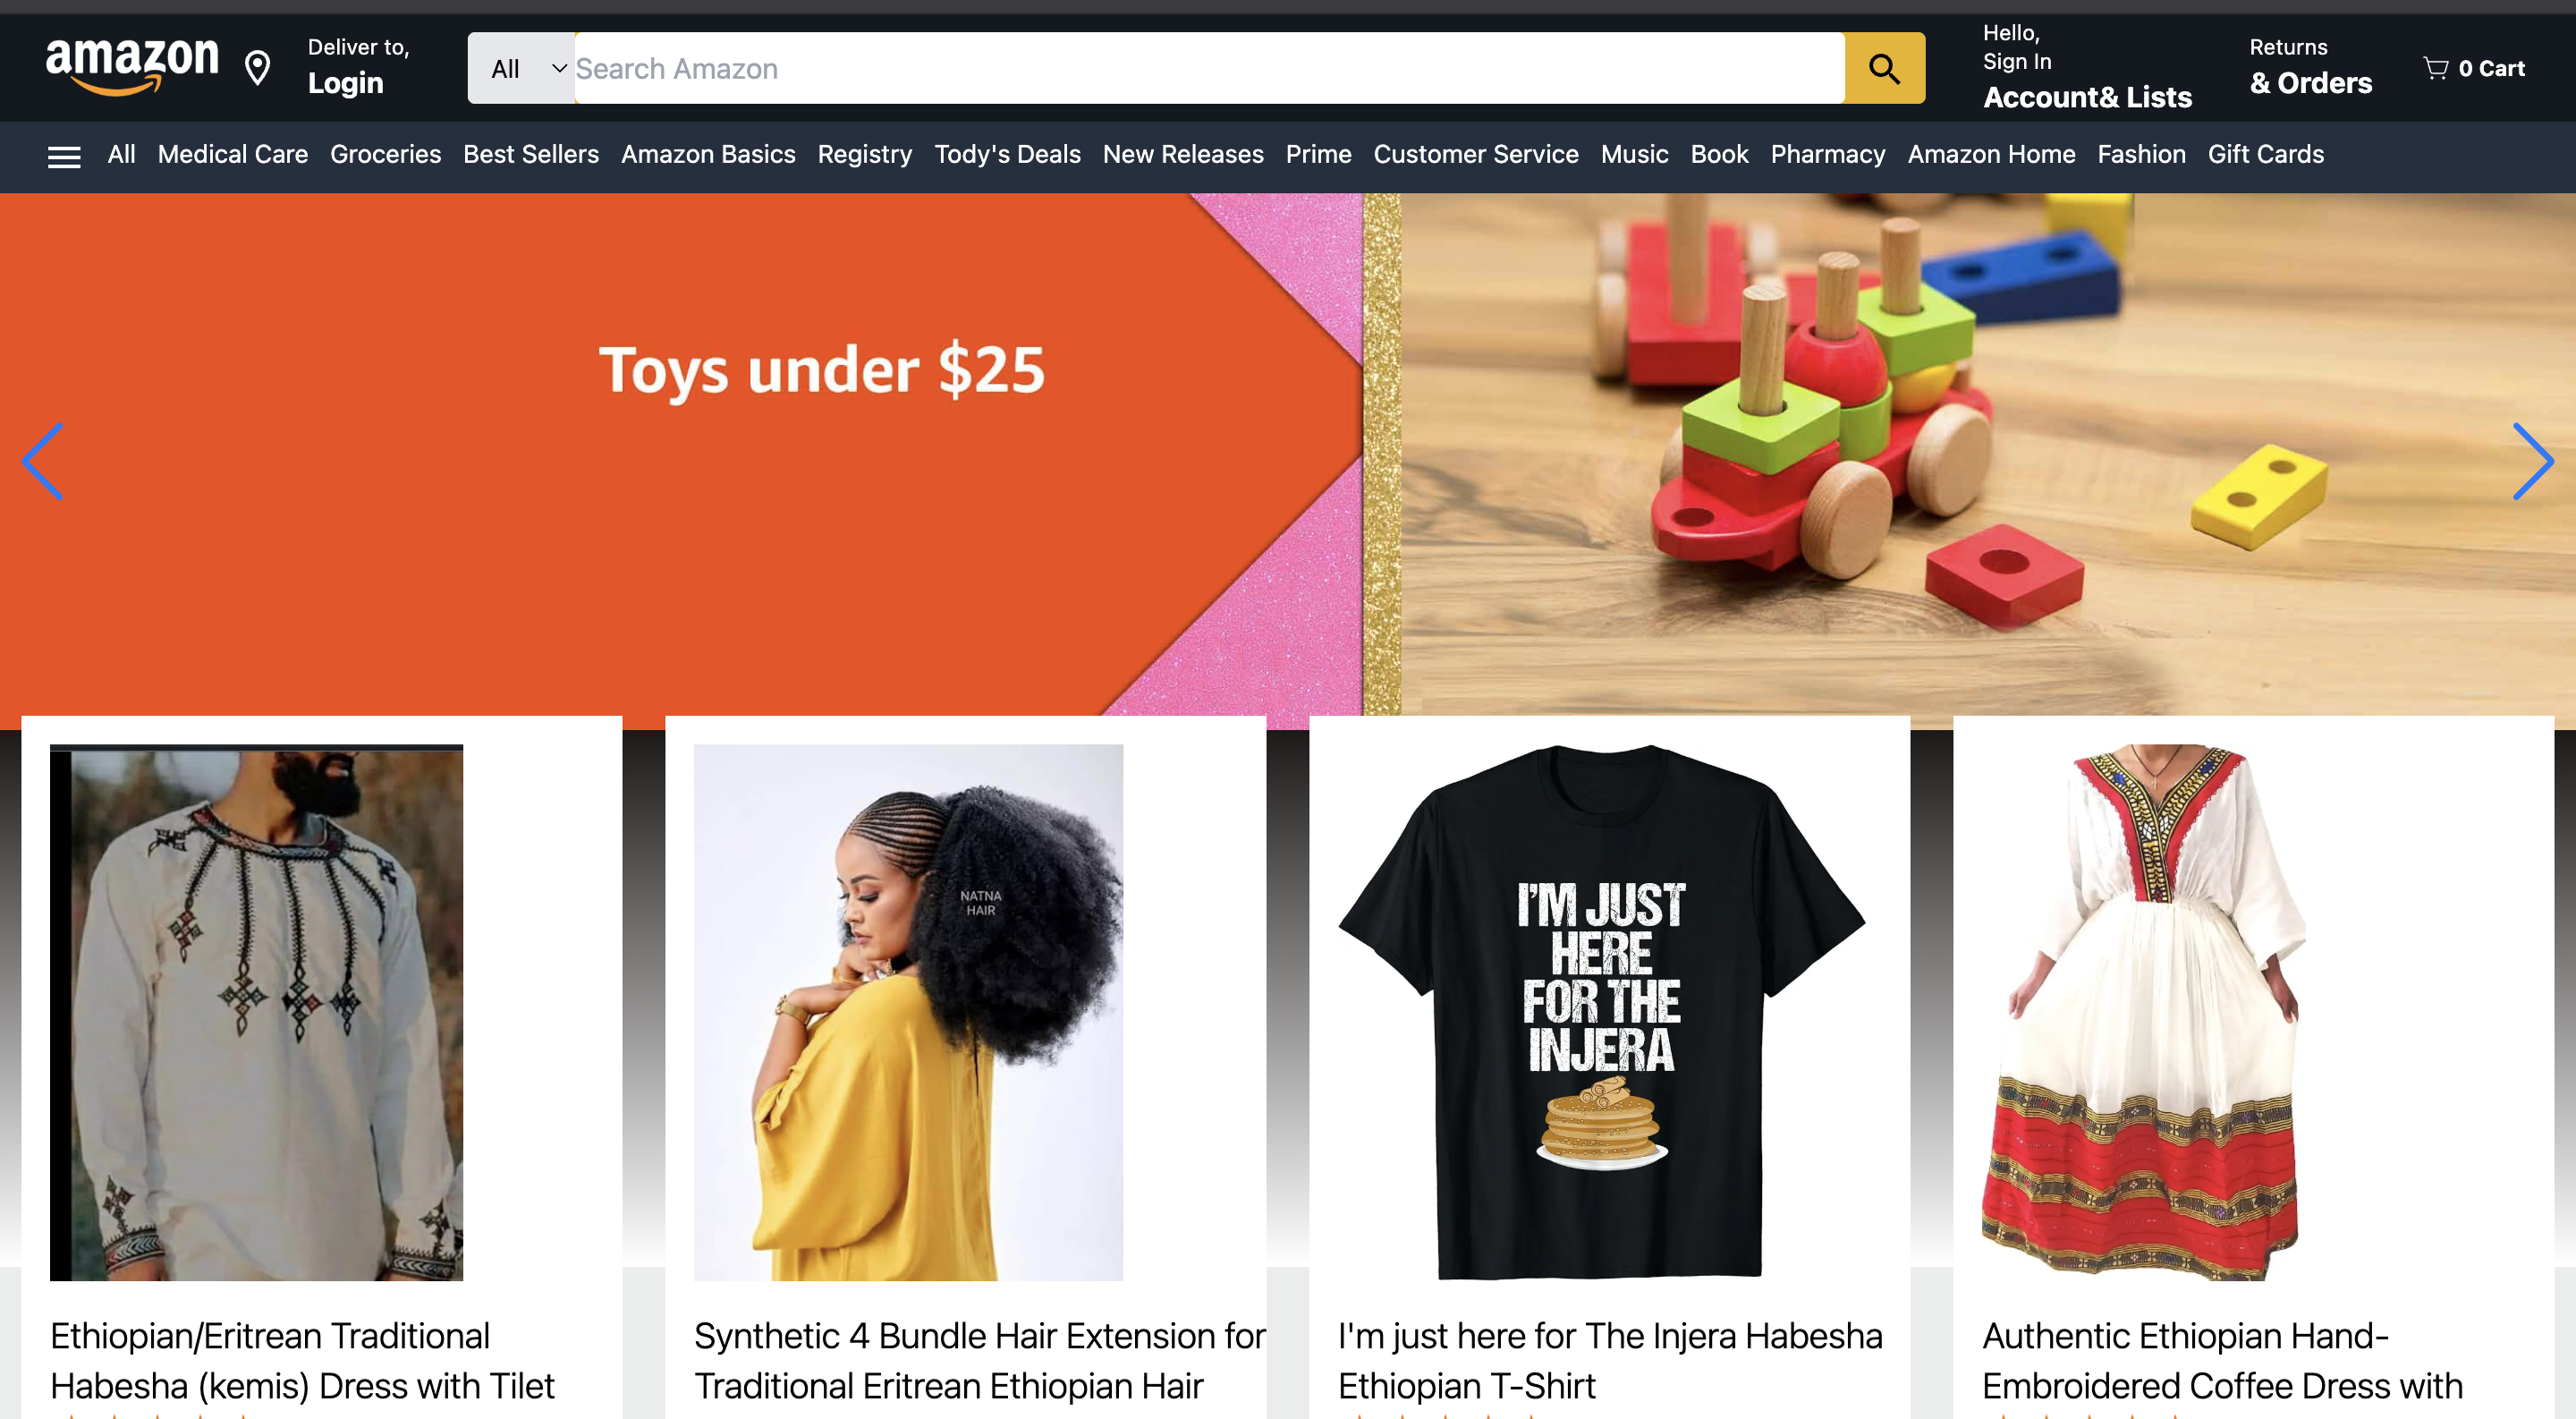 amazon
Deliver to,
Login
All
Search Amazon
Hello,
Sign In
Account& Lists
Returns
& Orders
0 Cart
All Medical Care Groceries Best Sellers Amazon Basics Registry Tody's Deals New Releases Prime Customer Service Music Book Pharmacy Amazon Home Fashion Gift Cards
Toys under $25
NATNA
HAIR
I'M JUST
HERE
FOR THE
INJERA
Ethiopian/Eritrean Traditional
Habesha (kemis) Dress with Tilet
Synthetic 4 Bundle Hair Extension for
Traditional Eritrean Ethiopian Hair
I'm just here for The Injera Habesha
Ethiopian T-Shirt
Authentic Ethiopian Hand-
Embroidered Coffee Dress with